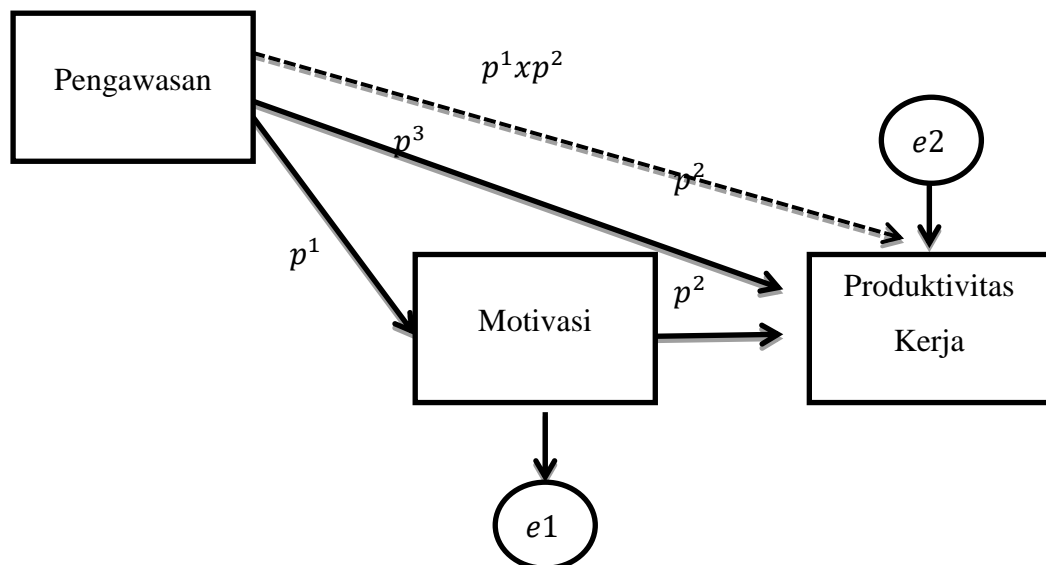 Pengawasan
p¹xp²
p³
e2
p²
p¹
Motivasi
p²
Produktivitas
Kerja
e1